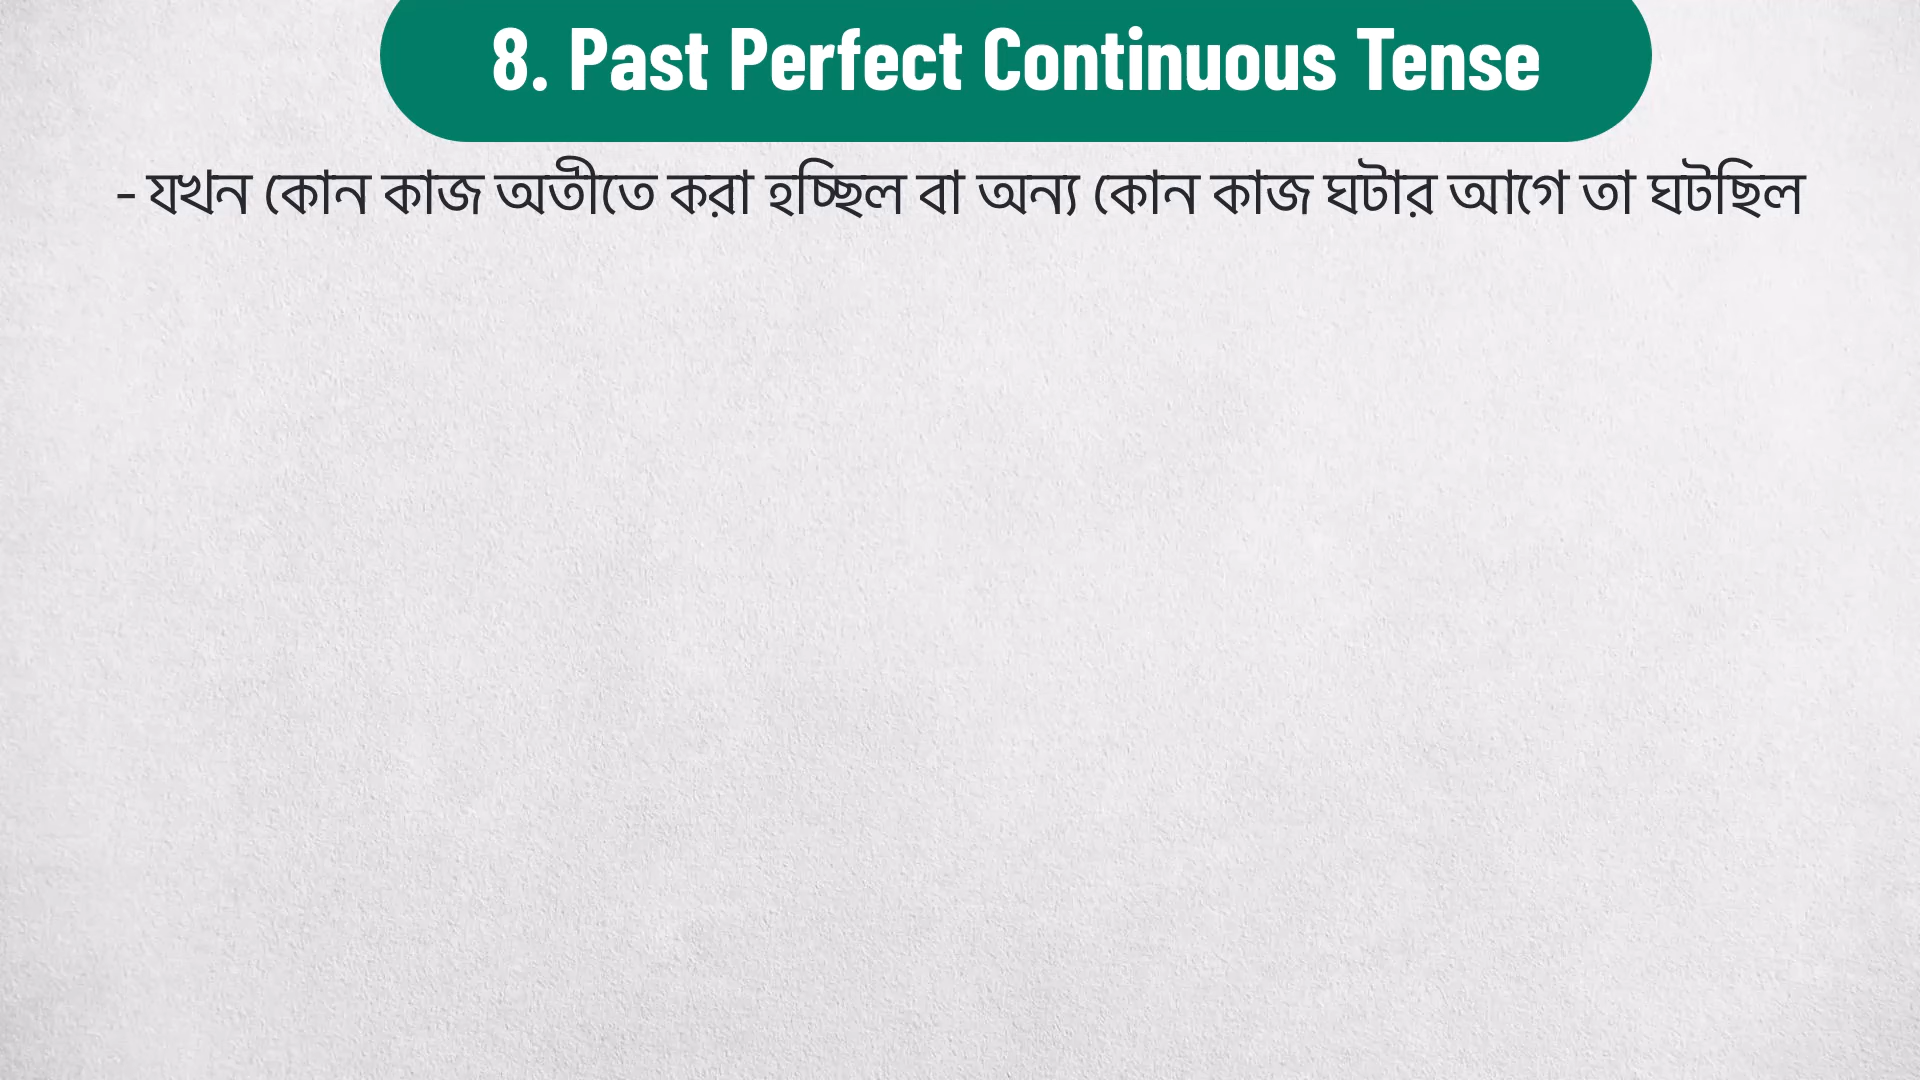 8. Past Perfect Continuous Tense
- যখন কোন কাজ অতীতে করা হচ্ছিল বা অন্য কোন কাজ ঘটার আগে তা ঘটছিল